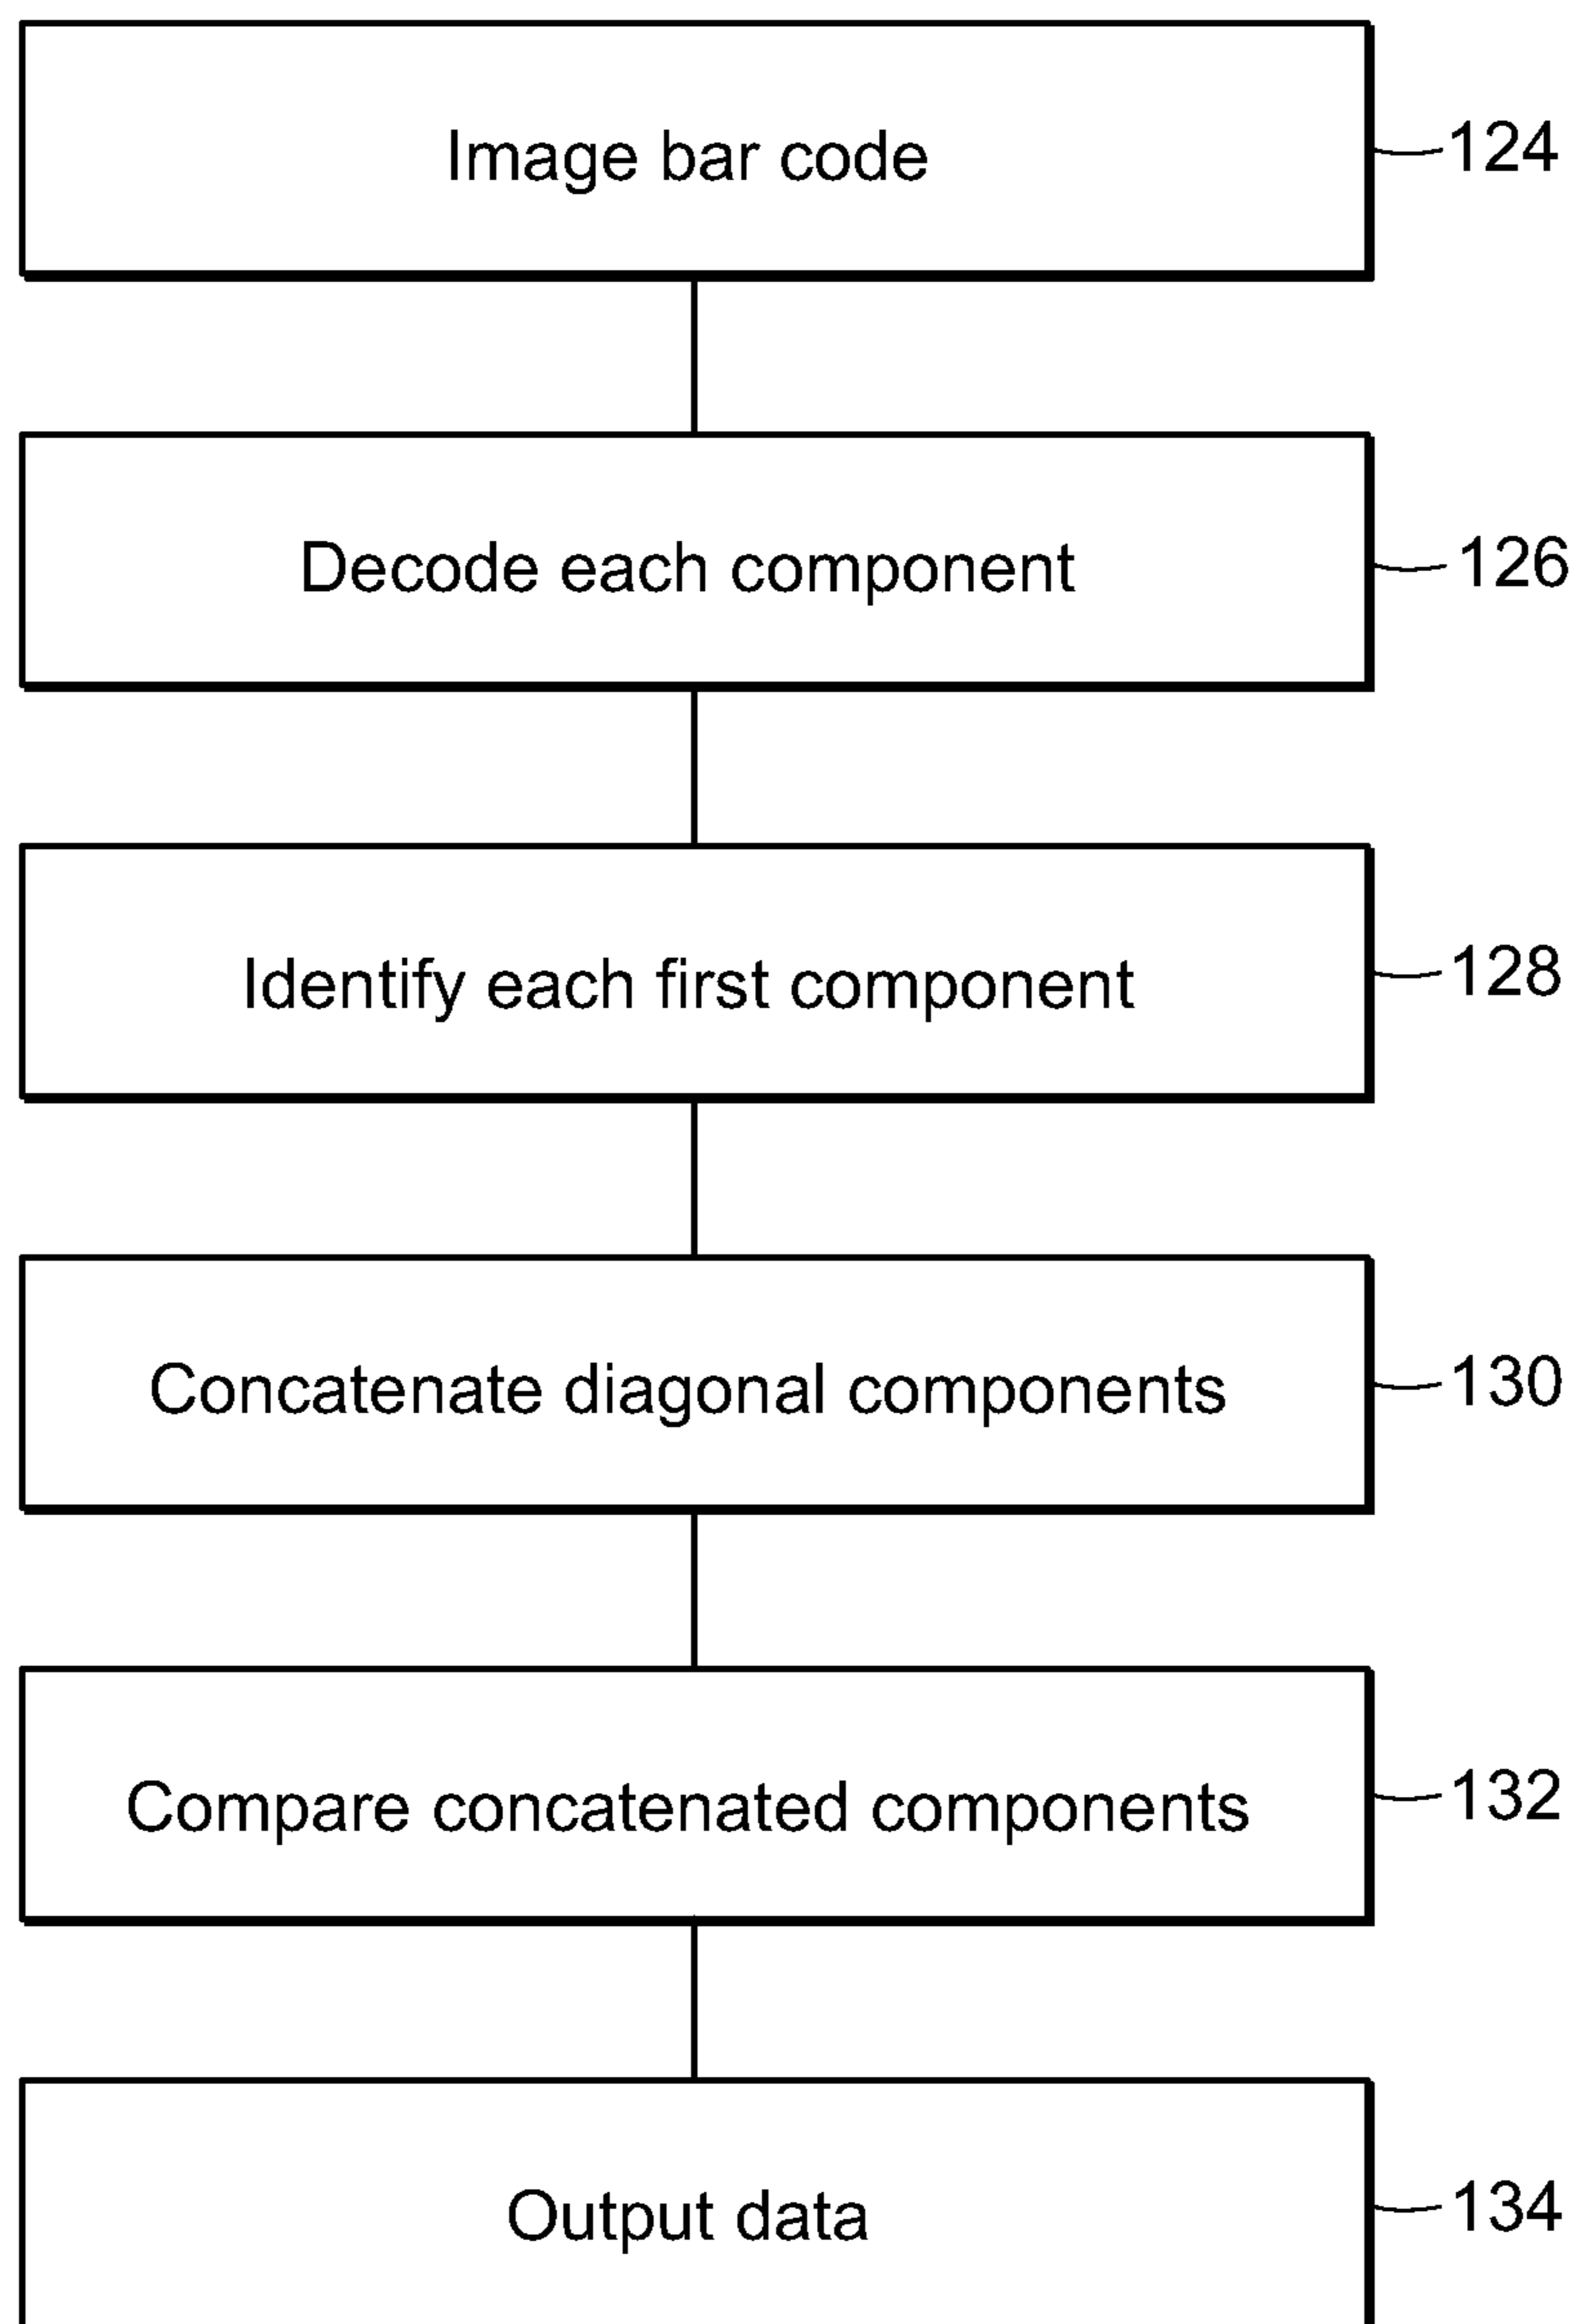 Image bar code
124
Decode each component
126
Identify each first component
128
Concatenate diagonal components
130
Compare concatenated components
132
Output data
134